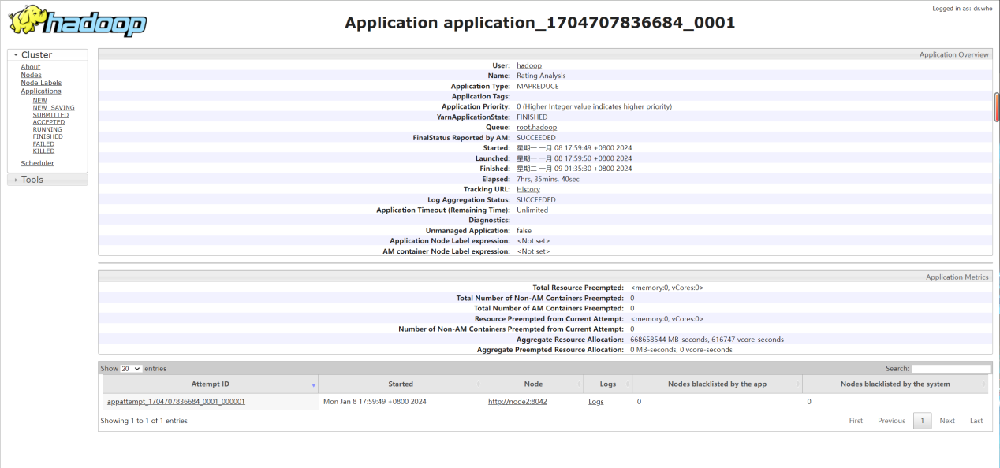 hadoop
Application application_1704707836684_0001
Logged in as: dr.who
Cluster
About
Nodes
Node Labels
Applications
NEW
NEW_SAVING
SUBMITTED
ACCEPTED
RUNNING
FINISHED
FAILED
KILLED
Scheduler
Tools
Application Overview
User: hadoop
Name: Rating Analysis
Application Type: MAPREDUCE
Application Tags:
Application Priority: 0 (Higher Integer value indicates higher priority)
YarnApplicationState: FINISHED
Queue: root.hadoop
FinalStatus Reported by AM: SUCCEEDED
Started: 星期一 一月 08 17:59:49 +0800 2024
Launched: 星期一 一月 08 17:59:50 +0800 2024
Finished: 星期二 一月 09 01:35:30 +0800 2024
Elapsed: 7hrs, 35mins, 40sec
Tracking URL: History
Log Aggregation Status: SUCCEEDED
Application Timeout (Remaining Time): Unlimited
Diagnostics:
Unmanaged Application: false
Application Node Label expression: <Not set>
AM container Node Label expression: <Not set>
Application Metrics
Total Resource Preempted: <memory:0, vCores:0>
Total Number of Non-AM Containers Preempted: 0
Total Number of AM Containers Preempted: 0
Resource Preempted from Current Attempt: <memory:0, vCores:0>
Number of Non-AM Containers Preempted from Current Attempt: 0
Aggregate Resource Allocation: 668658544 MB-seconds, 616747 vcore-seconds
Aggregate Preempted Resource Allocation: 0 MB-seconds, 0 vcore-seconds
Show 20 entries Search:
Attempt ID Started Node Logs Nodes blacklisted by the app Nodes blacklisted by the system
appattempt_1704707836684_0001_000001 Mon Jan 8 17:59:49 +0800 2024 http://node2:8042 Logs 0 0
Showing 1 to 1 of 1 entries First Previous 1 Next Last